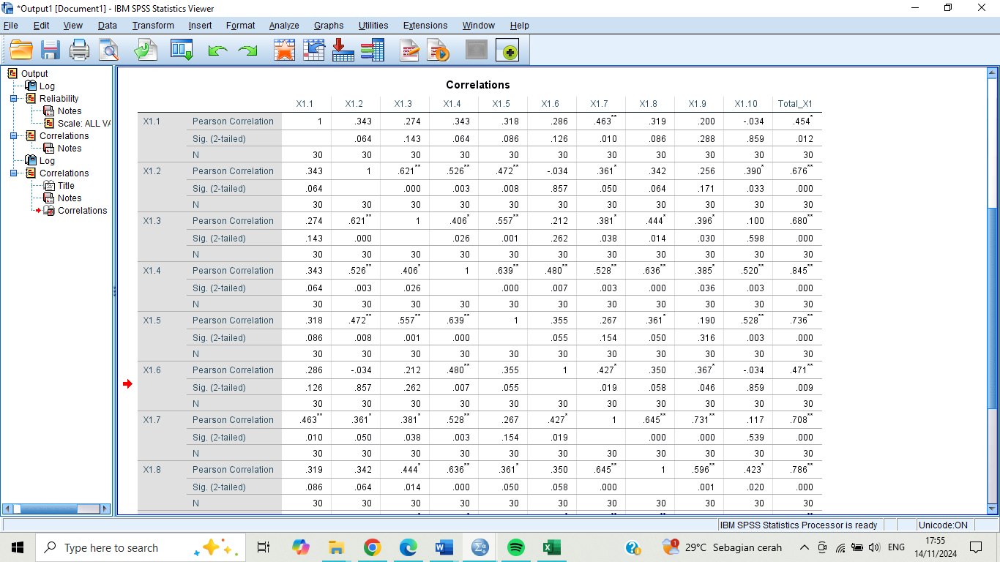 *Output1 [Document1] - IBM SPSS Statistics Viewer
File Edit View Data Transform Insert Format Analyze Graphs Utilities Extensions Window Help
Output
Log
Reliability
Notes
Scale: ALL VA
Correlations
Notes
Log
Correlations
Title
Notes
Correlations
Correlations
X1.1 X1.2 X1.3 X1.4 X1.5 X1.6 X1.7 X1.8 X1.9 X1.10 Total_X1
X1.1 Pearson Correlation 1 .343 .274 .343 .318 .286 .463** .319 .200 -.034 .454*
Sig. (2-tailed) .064 .143 .064 .086 .126 .010 .086 .288 .859 .012
N 30 30 30 30 30 30 30 30 30 30 30
X1.2 Pearson Correlation .343 1 .621** .526** .472** -.034 .361* .342 .256 .390* .676**
Sig. (2-tailed) .064 .000 .003 .008 .857 .050 .064 .171 .033 .000
N 30 30 30 30 30 30 30 30 30 30 30
X1.3 Pearson Correlation .274 .621** 1 .406* .557** .212 .381* .444* .396* .100 .680**
Sig. (2-tailed) .143 .000 .026 .001 .262 .038 .014 .030 .598 .000
N 30 30 30 30 30 30 30 30 30 30 30
X1.4 Pearson Correlation .343 .526** .406* 1 .639** .480** .528** .636** .385* .520** .845**
Sig. (2-tailed) .064 .003 .026 .000 .007 .003 .000 .036 .003 .000
N 30 30 30 30 30 30 30 30 30 30 30
X1.5 Pearson Correlation .318 .472** .557** .639** 1 .355 .267 .361* .190 .528** .736**
Sig. (2-tailed) .086 .008 .001 .000 .055 .154 .050 .316 .003 .000
N 30 30 30 30 30 30 30 30 30 30 30
X1.6 Pearson Correlation .286 -.034 .212 .480** .355 1 .427* .350 .367* -.034 .471**
Sig. (2-tailed) .126 .857 .262 .007 .055 .019 .058 .046 .859 .009
N 30 30 30 30 30 30 30 30 30 30 30
X1.7 Pearson Correlation .463** .361* .381* .528** .267 .427* 1 .645** .731** .117 .708**
Sig. (2-tailed) .010 .050 .038 .003 .154 .019 .000 .000 .539 .000
N 30 30 30 30 30 30 30 30 30 30 30
X1.8 Pearson Correlation .319 .342 .444* .636** .361* .350 .645** 1 .596** .423* .786**
Sig. (2-tailed) .086 .064 .014 .000 .050 .058 .000 .001 .020 .000
N 30 30 30 30 30 30 30 30 30 30 30
IBM SPSS Statistics Processor is ready Unicode:ON
Type here to search 29°C Sebagian cerah ENG 17:55
14/11/2024